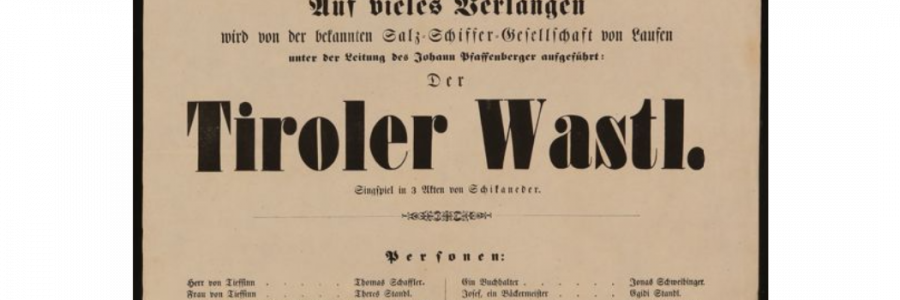 Auf vieles Verlangen
wird von der bekannten Salz-Schiffer-Gesellschaft von Laufen
unter der Leitung des Johann Pfaffenberger aufgeführt:
Der
Tiroler Wastl.
Singspiel in 3 Akten von Schikaneder.
Personen:
Herr von Tiefsinn . . . . . Thomas Schaffler.
Frau von Tiefsinn . . . . . Theres Standl.
Ein Buchhalter . . . . . Jonas Schweibinger.
Josef, ein Bäckermeister . . . . . Egidi Standl.